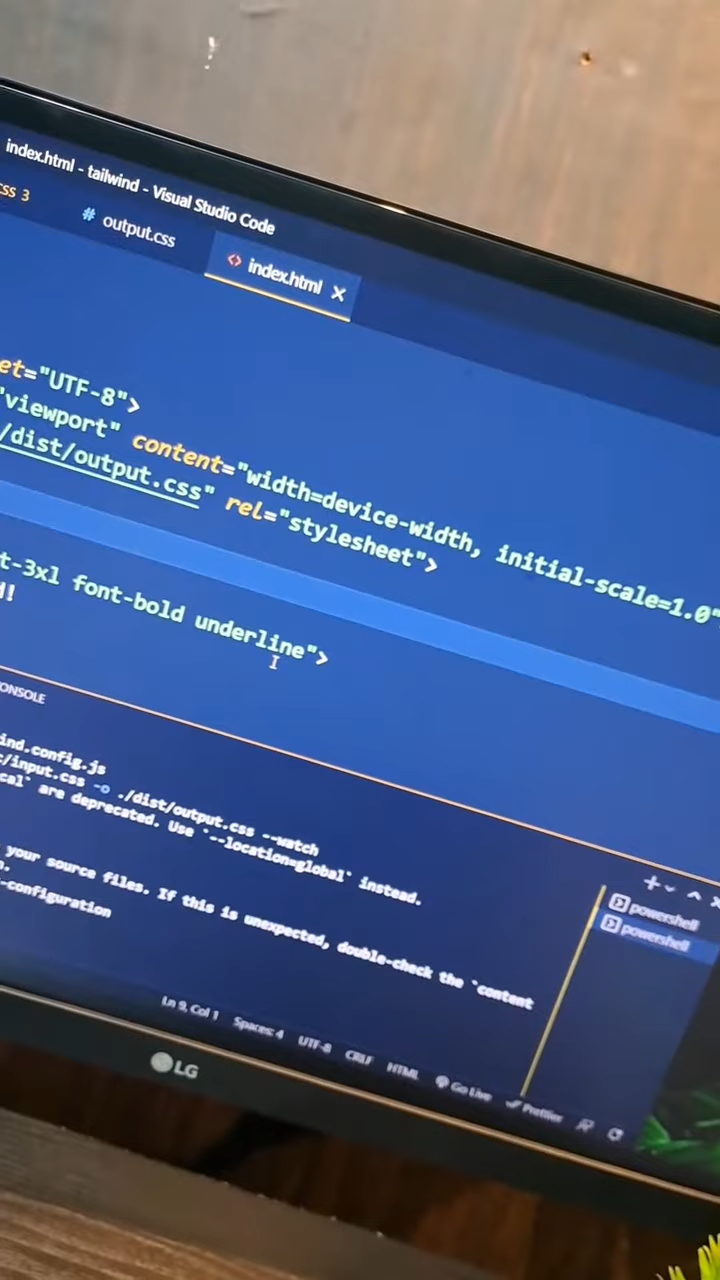 index.html - tailwind - Visual Studio Code
css 3
# output.css
<> index.html ×
et="UTF-8">
"viewport" content="width=device-width, initial-scale=1.0"
/dist/output.css" rel="stylesheet">
t-3xl font-bold underline">
d!
CONSOLE
ind.config.js
c/input.css -o ./dist/output.css --watch
cal` are deprecated. Use `--location=global` instead.
your source files. If this is unexpected, double-check the `content
n.
-configuration
powershell
powershell
Ln 9, Col 1 Spaces: 4 UTF-8 CRLF HTML Go Live Prettier
LG